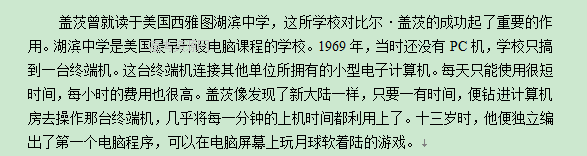 盖茨曾就读于美国西雅图湖滨中学，这所学校对比尔·盖茨的成功起了重要的作
用。湖滨中学是美国最早开设电脑课程的学校。1969 年，当时还没有 PC 机，学校只搞
到一台终端机。这台终端机连接其他单位所拥有的小型电子计算机。每天只能使用很短
时间，每小时的费用也很高。盖茨像发现了新大陆一样，只要一有时间，便钻进计算机
房去操作那台终端机，几乎将每一分钟的上机时间都利用上了。十三岁时，他便独立编
出了第一个电脑程序，可以在电脑屏幕上玩月球软着陆的游戏。↓